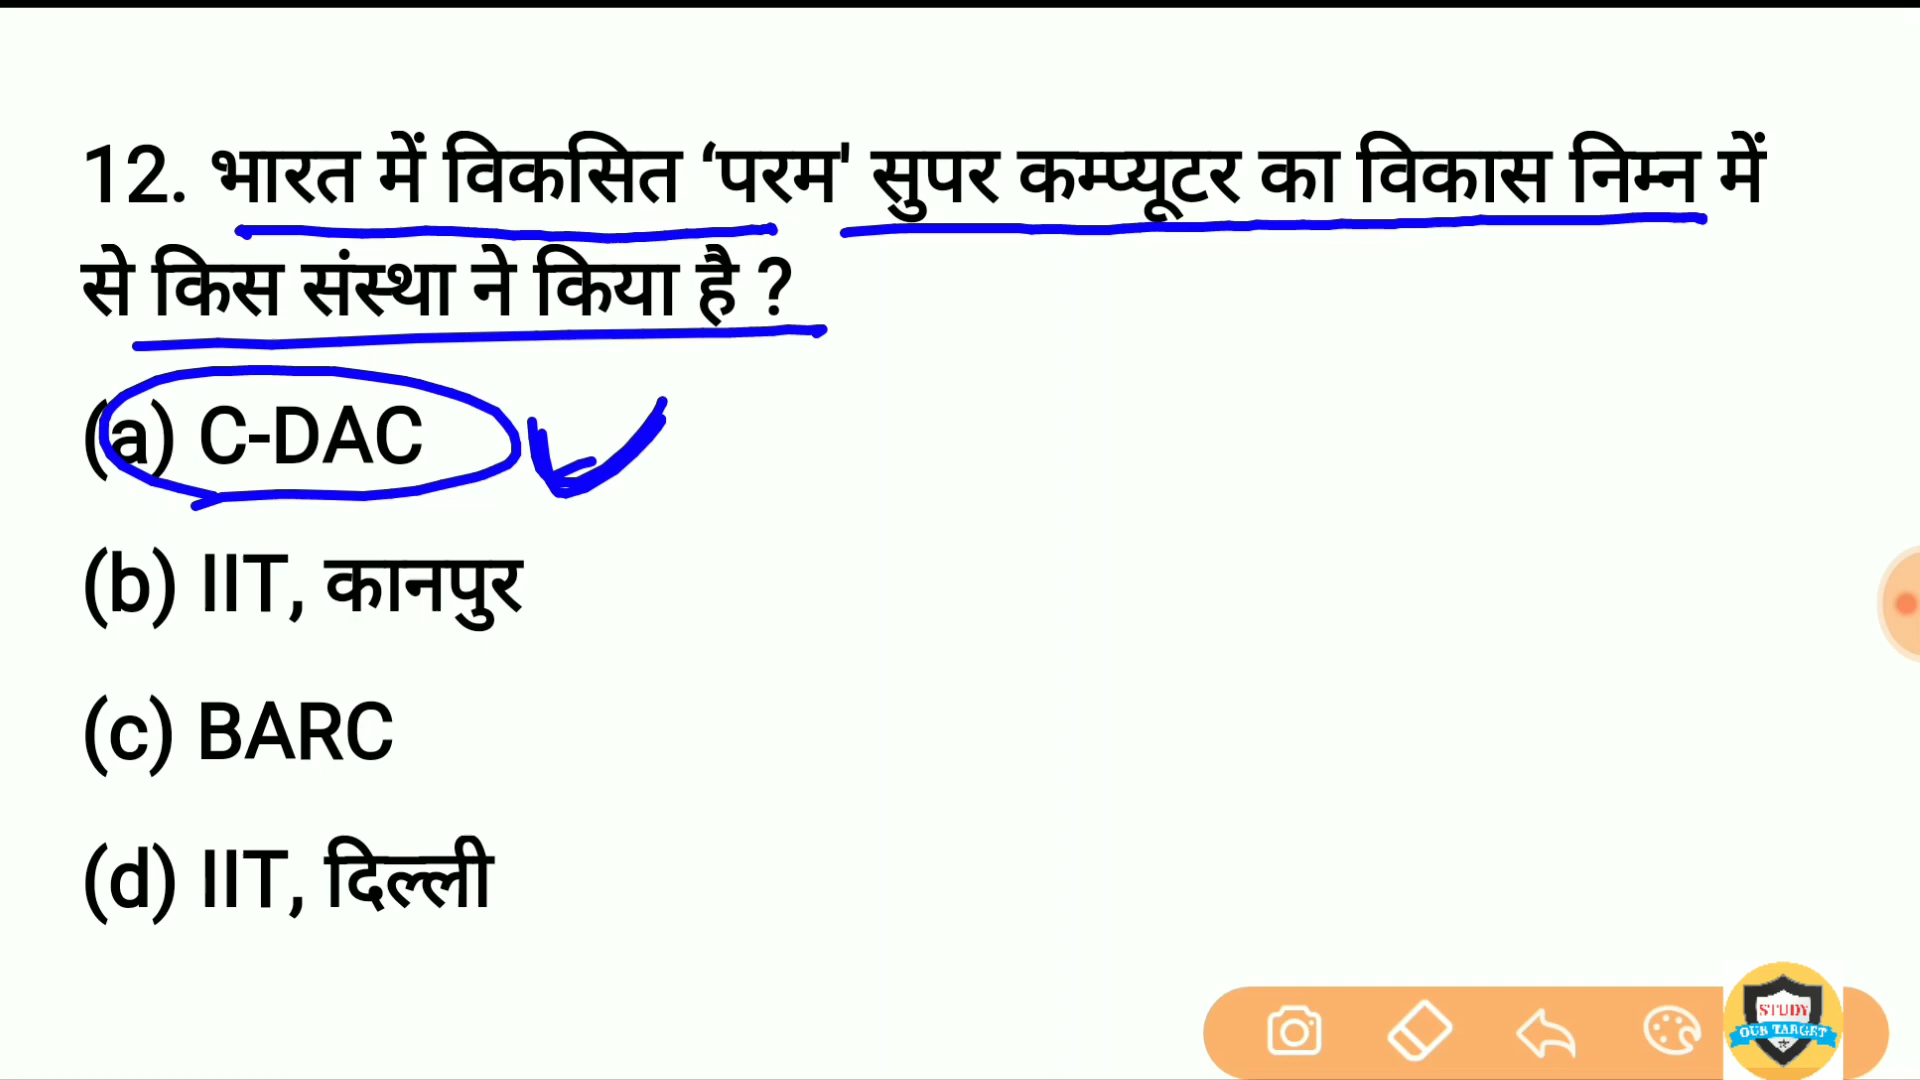 12. भारत में विकसित ‘परम' सुपर कम्प्यूटर का विकास निम्न में
से किस संस्था ने किया है ?
(a) C-DAC
(b) IIT, कानपुर
(c) BARC
(d) IIT, दिल्ली
STUDY
OUR TARGET